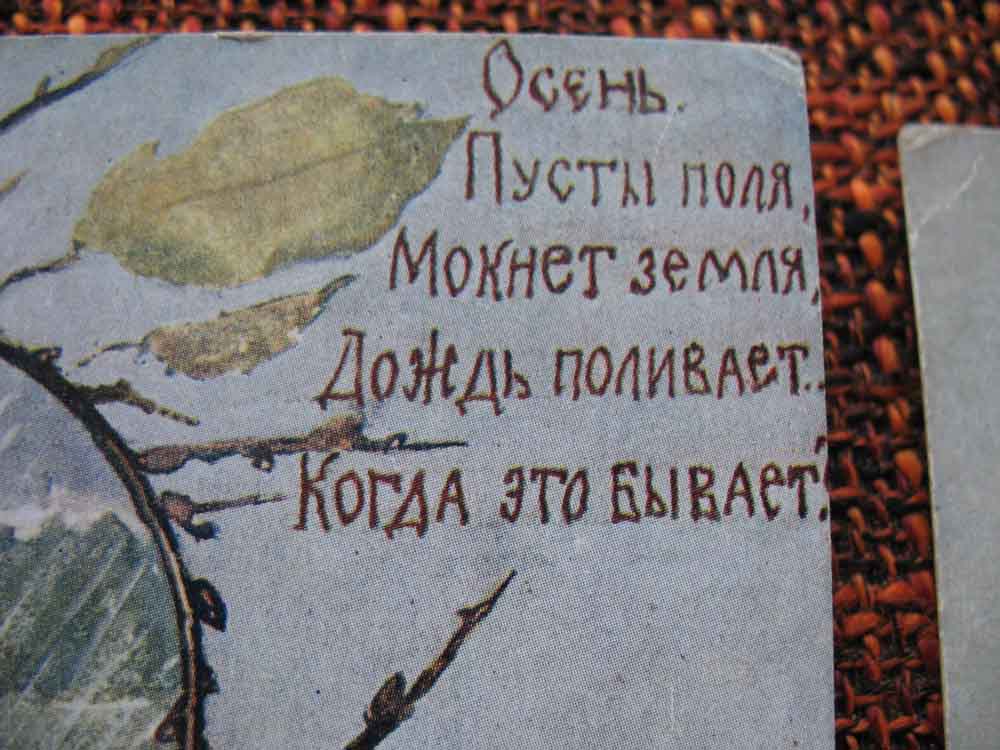 Осень.
Пусты поля,
Мокнет земля,
Дождь поливает..
Когда это бывает?